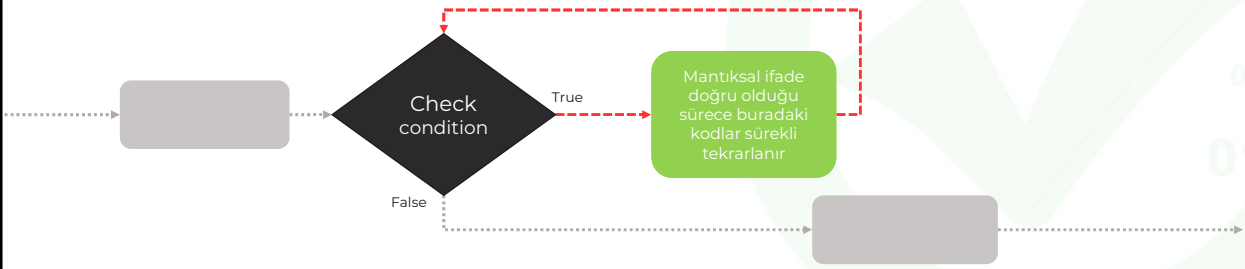 Check
condition
True
Mantıksal ifade
doğru olduğu
sürece buradaki
kodlar sürekli
tekrarlanır
False